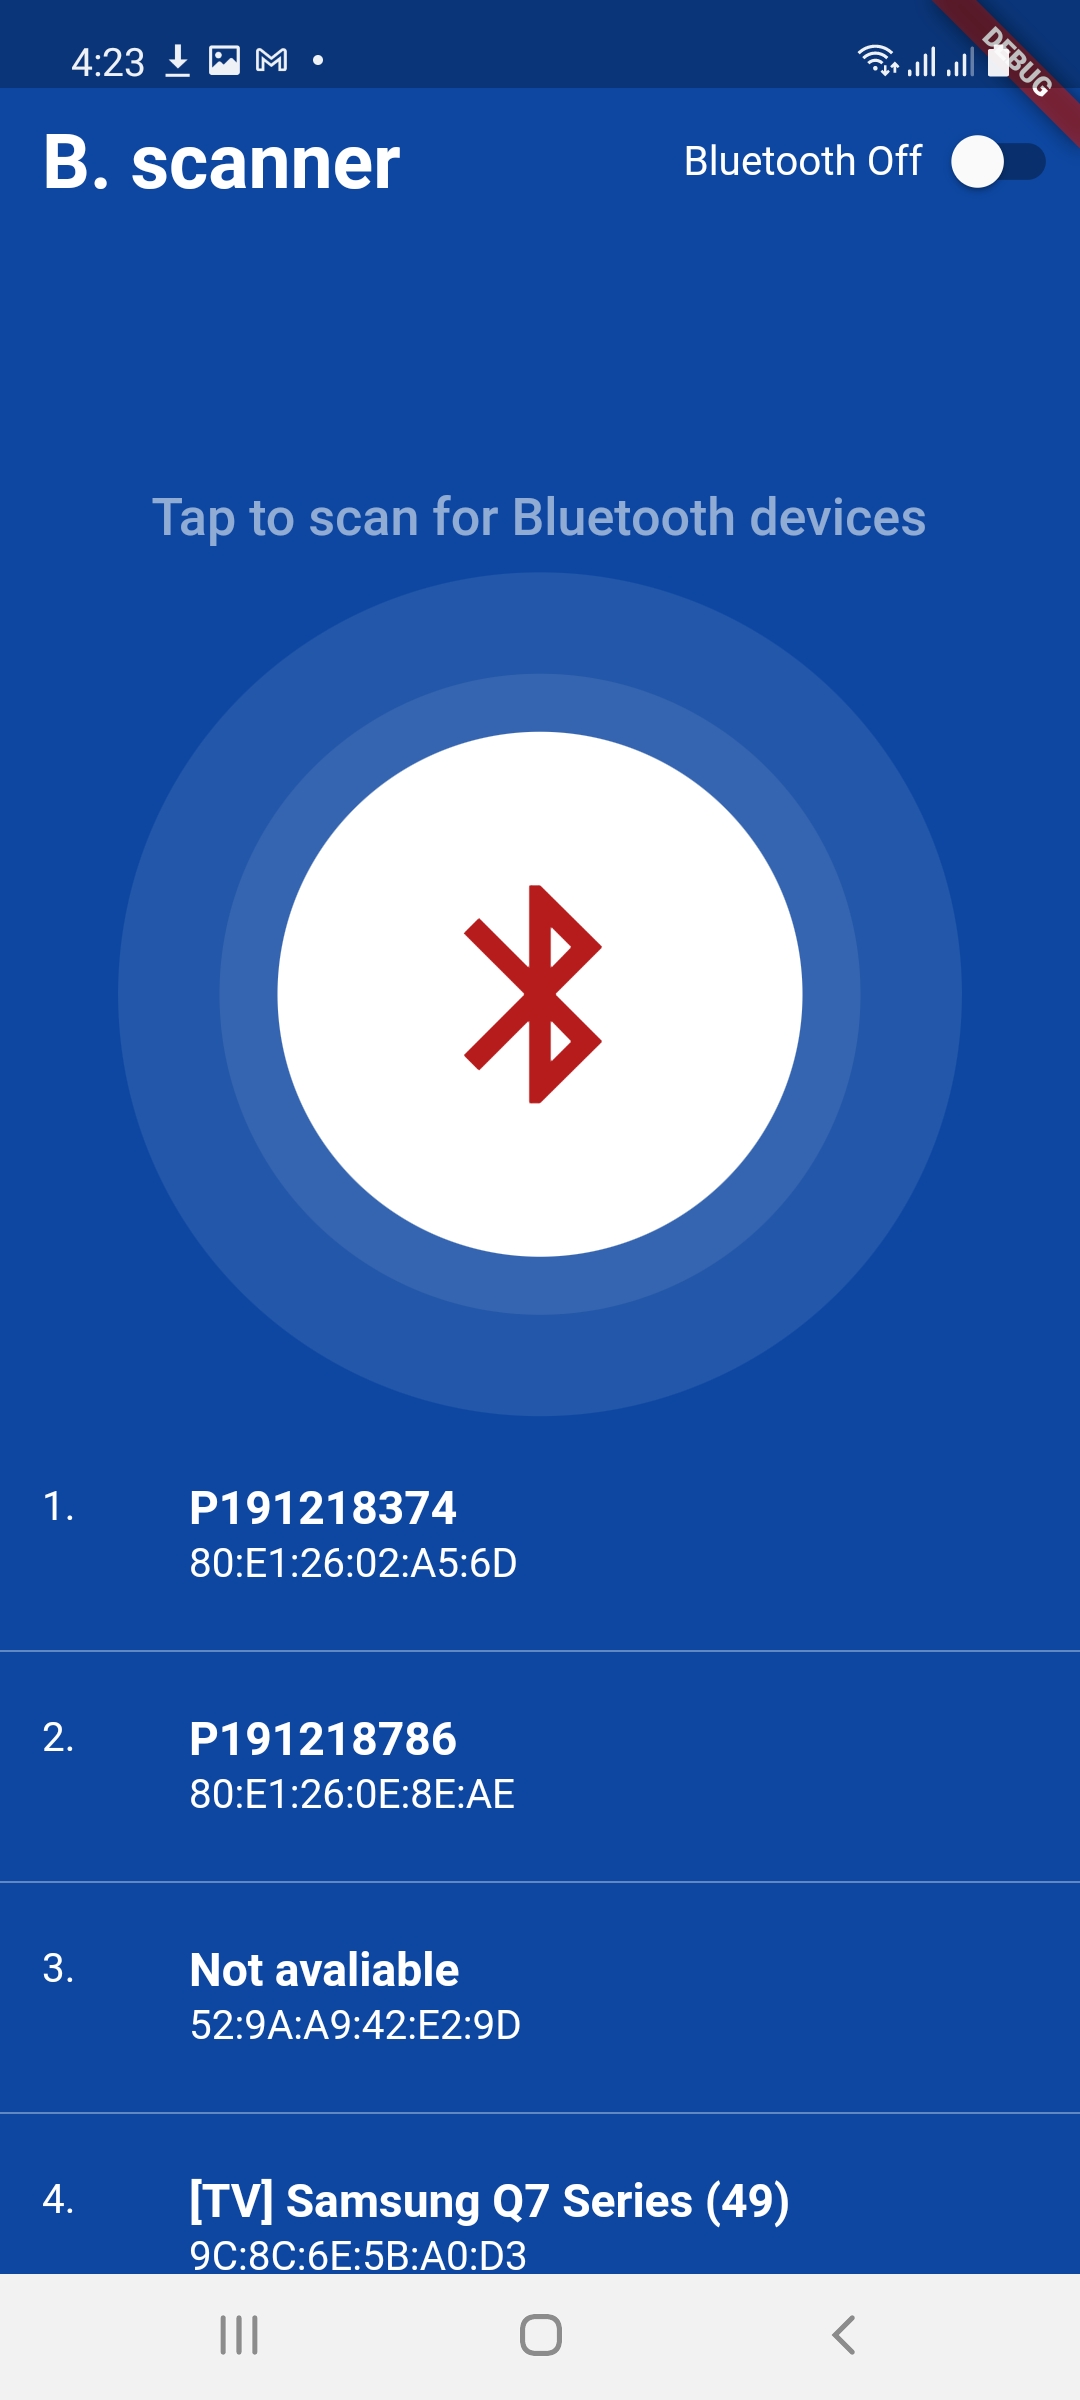 4:23
DEBUG
B. scanner
Bluetooth Off
Tap to scan for Bluetooth devices
1.
P191218374
80:E1:26:02:A5:6D
2.
P191218786
80:E1:26:0E:8E:AE
3.
Not avaliable
52:9A:A9:42:E2:9D
4.
[TV] Samsung Q7 Series (49)
9C:8C:6E:5B:A0:D3